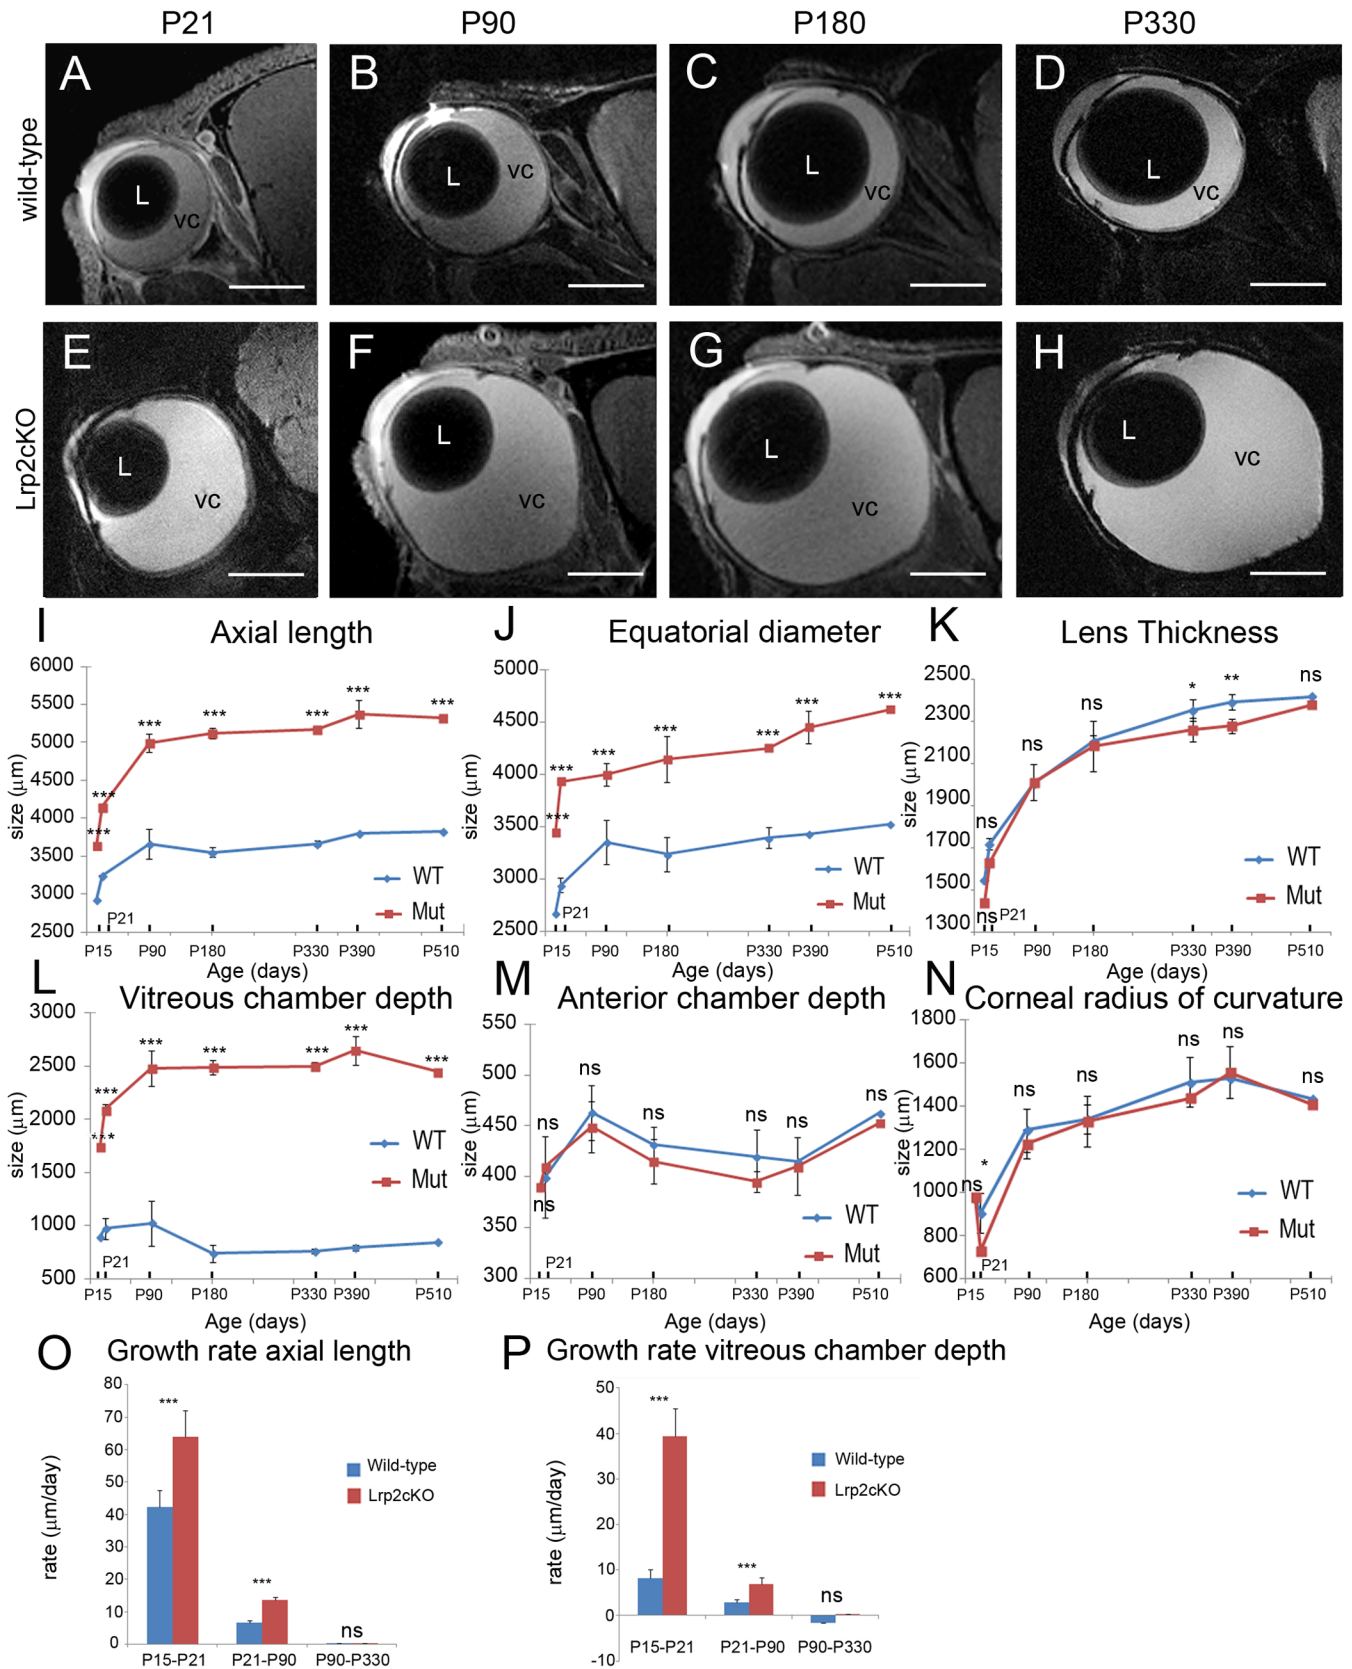 P21 P90 P180 P330
wild-type
A B C D
L vc L vc L vc L vc
Lrp2cKO
E F G H
L vc L vc L vc L vc
I Axial length
6000
5500
5000
4500
4000
3500
3000
2500
size (μm)
*** *** *** *** *** *** ***
WT
Mut
P21
P15 P90 P180 P330 P390 P510
Age (days)
J Equatorial diameter
5000
4500
4000
3500
3000
2500
size (μm)
*** *** *** *** *** *** ***
WT
Mut
P21
P15 P90 P180 P330 P390 P510
Age (days)
K Lens Thickness
2500
2300
2100
1900
1700
1500
1300
size (μm)
ns ns ns ns * ** ns
WT
Mut
P21
P15 P90 P180 P330 P390 P510
Age (days)
L Vitreous chamber depth
3000
2500
2000
1500
1000
500
size (μm)
*** *** *** *** *** *** ***
WT
Mut
P21
P15 P90 P180 P330 P390 P510
Age (days)
M Anterior chamber depth
550
500
450
400
350
300
size (μm)
ns ns ns ns ns ns ns
WT
Mut
P21
P15 P90 P180 P330 P390 P510
Age (days)
N Corneal radius of curvature
1800
1600
1400
1200
1000
800
600
size (μm)
ns * ns ns ns ns ns
WT
Mut
P21
P15 P90 P180 P330 P390 P510
Age (days)
O Growth rate axial length
80
70
60
50
40
30
20
10
0
rate (μm/day)
*** *** ns
Wild-type
Lrp2cKO
P15-P21 P21-P90 P90-P330
P Growth rate vitreous chamber depth
50
40
30
20
10
0
-10
rate (μm/day)
*** *** ns
Wild-type
Lrp2cKO
P15-P21 P21-P90 P90-P330